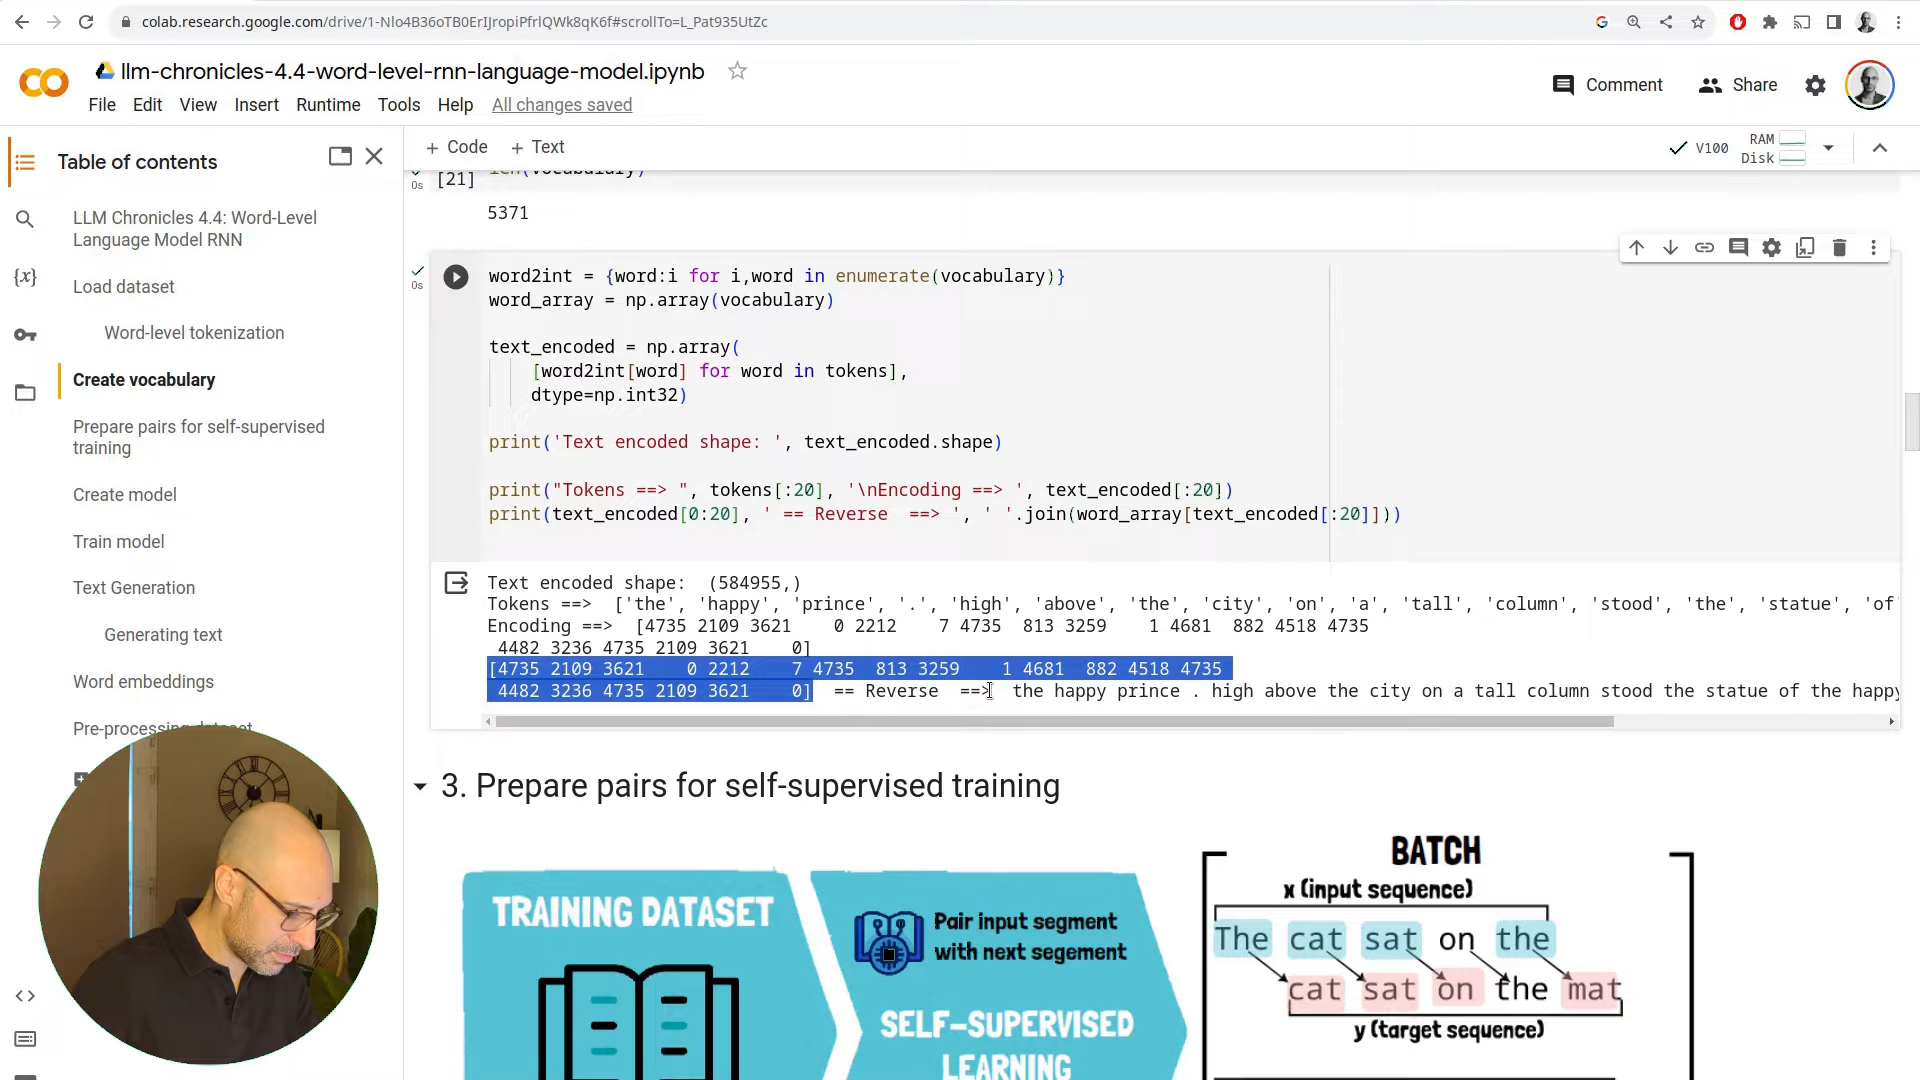 colab.research.google.com/drive/1-Nlo4B36oTB0ErIJropiPfrlQWk8qK6f#scrollTo=L_Pat935UtZc
llm-chronicles-4.4-word-level-rnn-language-model.ipynb
File Edit View Insert Runtime Tools Help All changes saved
Comment Share
+ Code + Text
V100 RAM Disk
Table of contents
LLM Chronicles 4.4: Word-Level Language Model RNN
Load dataset
Word-level tokenization
Create vocabulary
Prepare pairs for self-supervised training
Create model
Train model
Text Generation
Generating text
Word embeddings
Pre-processing dataset
[21] len(vocabulary)
0s
5371
0s
word2int = {word:i for i,word in enumerate(vocabulary)}
word_array = np.array(vocabulary)
text_encoded = np.array(
[word2int[word] for word in tokens],
dtype=np.int32)
print('Text encoded shape: ', text_encoded.shape)
print("Tokens ==> ", tokens[:20], '\nEncoding ==> ', text_encoded[:20])
print(text_encoded[0:20], ' == Reverse  ==> ', ' '.join(word_array[text_encoded[:20]]))
Text encoded shape:  (584955,)
Tokens ==>  ['the', 'happy', 'prince', '.', 'high', 'above', 'the', 'city', 'on', 'a', 'tall', 'column', 'stood', 'the', 'statue', 'of'
Encoding ==>  [4735 2109 3621    0 2212    7 4735  813 3259    1 4681  882 4518 4735
4482 3236 4735 2109 3621    0]
[4735 2109 3621    0 2212    7 4735  813 3259    1 4681  882 4518 4735
4482 3236 4735 2109 3621    0]  == Reverse  ==>  the happy prince . high above the city on a tall column stood the statue of the happy
3. Prepare pairs for self-supervised training
TRAINING DATASET
Pair input segment
with next segement
SELF-SUPERVISED
LEARNING
BATCH
x (input sequence)
The cat sat on the
cat sat on the mat
y (target sequence)